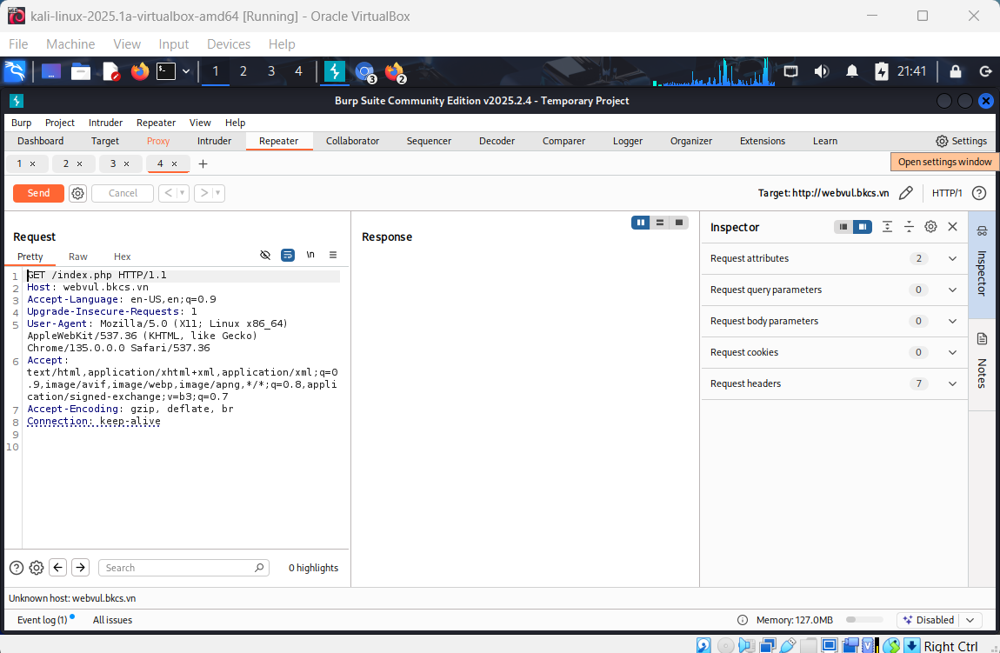 kali-linux-2025.1a-virtualbox-amd64 [Running] - Oracle VirtualBox
File Machine View Input Devices Help
1 2 3 4 3 2 21:41
Burp Suite Community Edition v2025.2.4 - Temporary Project
Burp Project Intruder Repeater View Help
Dashboard Target Proxy Intruder Repeater Collaborator Sequencer Decoder Comparer Logger Organizer Extensions Learn Settings
1 × 2 × 3 × 4 × +
Open settings window
Send Cancel < > Target: http://webvul.bkcs.vn HTTP/1
Request
Response
Inspector
Pretty Raw Hex \n
1 GET /index.php HTTP/1.1
2 Host: webvul.bkcs.vn
3 Accept-Language: en-US,en;q=0.9
4 Upgrade-Insecure-Requests: 1
5 User-Agent: Mozilla/5.0 (X11; Linux x86_64)
AppleWebKit/537.36 (KHTML, like Gecko)
Chrome/135.0.0.0 Safari/537.36
6 Accept:
text/html,application/xhtml+xml,application/xml;q=0
.9,image/avif,image/webp,image/apng,*/*;q=0.8,appli
cation/signed-exchange;v=b3;q=0.7
7 Accept-Encoding: gzip, deflate, br
8 Connection: keep-alive
9
10
Request attributes 2
Request query parameters 0
Request body parameters 0
Request cookies 0
Request headers 7
Inspector
Notes
Search 0 highlights
Unknown host: webvul.bkcs.vn
Event log (1) All issues Memory: 127.0MB Disabled
Right Ctrl